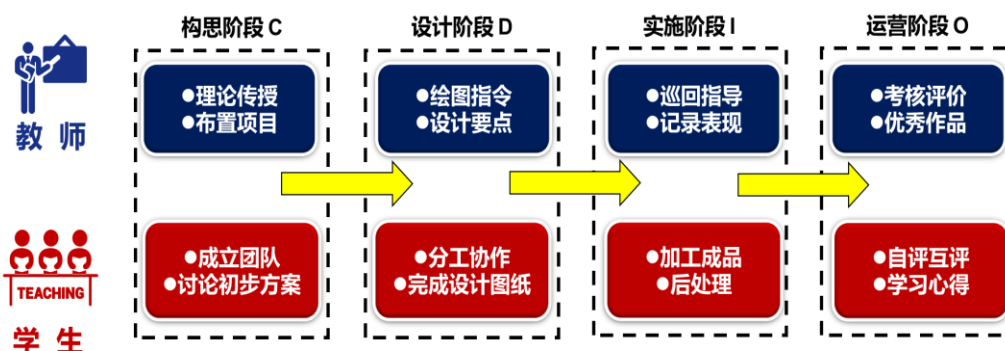 构思阶段 C
设计阶段 D
实施阶段 I
运营阶段 O
教 师
●理论传授
●布置项目
●绘图指令
●设计要点
●巡回指导
●记录表现
●考核评价
●优秀作品
TEACHING
学 生
●成立团队
●讨论初步方案
●分工协作
●完成设计图纸
●加工成品
●后处理
●自评互评
●学习心得